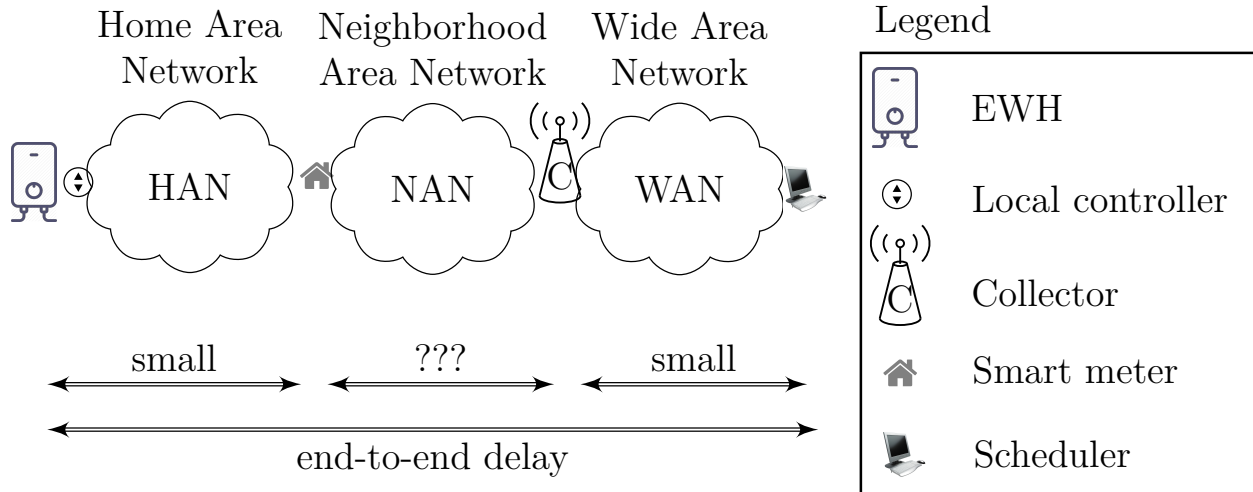 Home Area
Network
Neighborhood
Area Network
Wide Area
Network
HAN
NAN
C
WAN
small
???
small
end-to-end delay
Legend
EWH
Local controller
C
Collector
Smart meter
Scheduler